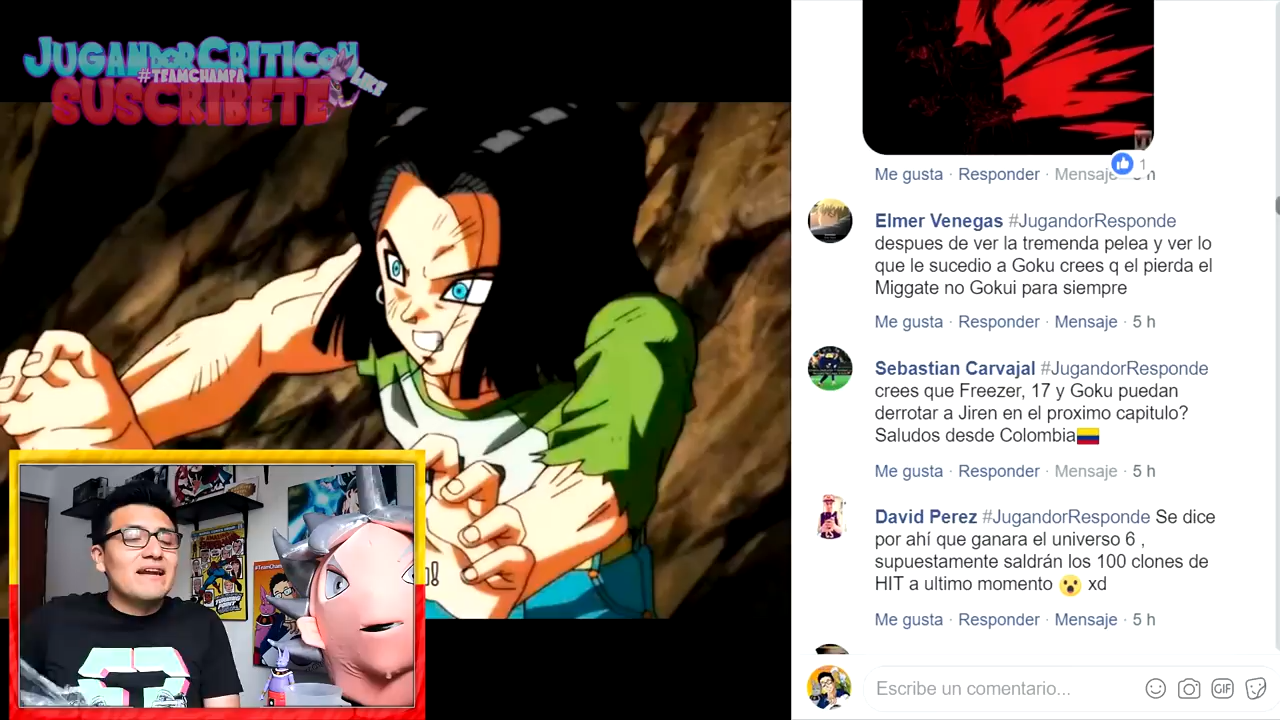 JUGANDORCRITICON
#TEAMCHAMPA
LIKE
SUSCRIBETE
1
Me gusta · Responder · Mensaje
Elmer Venegas #JugandorResponde
despues de ver la tremenda pelea y ver lo
que le sucedio a Goku crees q el pierda el
Miggate no Gokui para siempre
Me gusta · Responder · Mensaje · 5 h
Sebastian Carvajal #JugandorResponde
crees que Freezer, 17 y Goku puedan
derrotar a Jiren en el proximo capitulo?
Saludos desde Colombia🇨🇴
Me gusta · Responder · Mensaje · 5 h
David Perez #JugandorResponde Se dice
por ahí que ganara el universo 6 ,
supuestamente saldrán los 100 clones de
HIT a ultimo momento 😮 xd
Me gusta · Responder · Mensaje · 5 h
Escribe un comentario...
GIF